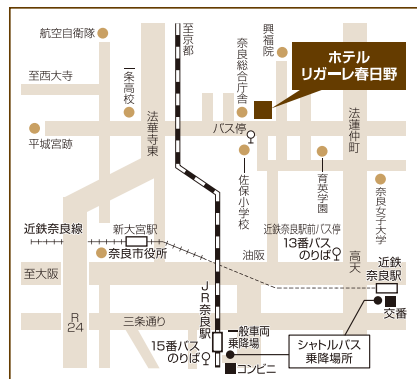 航空自衛隊
至京都
奈良総合庁舎
興福院
ホテル
リガーレ春日野
至西大寺
一条高校
法華寺東
バス停
法蓮仲町
平城宮跡
佐保小学校
育英学園
奈良女子大学
近鉄奈良線
新大宮駅
近鉄奈良駅前バス停
13番バス
のりば
奈良市役所
油阪
高天
近鉄
奈良駅
至大阪
JR奈良駅
交番
R
24
三条通り
一般車両
乗降場
シャトルバス
乗降場所
15番バス
のりば
コンビニ